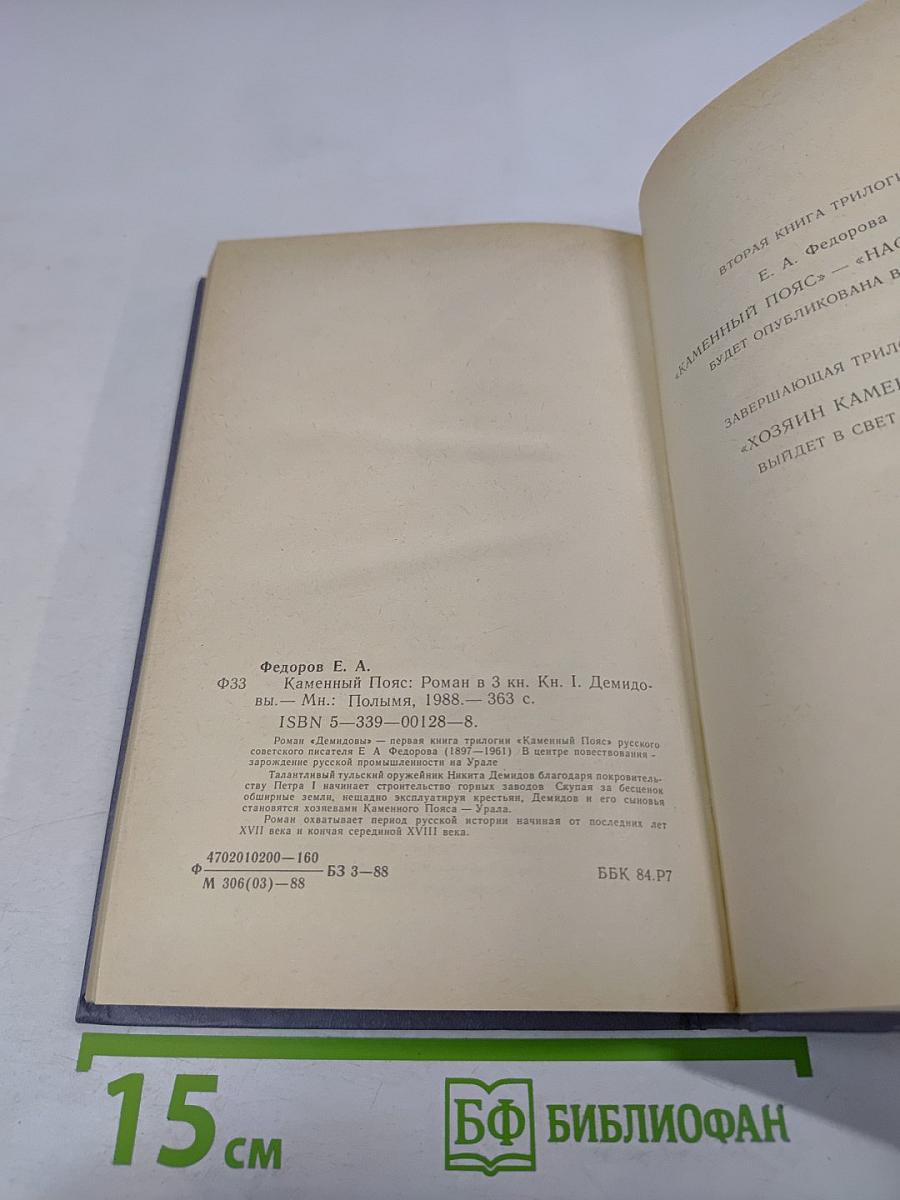 Федоров Е. А.
Ф33 Каменный Пояс: Роман в 3 кн. Кн. I. Демидо-
вы.— Мн.: Полымя, 1988.— 363 с.
ISBN 5—339—00128—8.
Роман «Демидовы» — первая книга трилогии «Каменный Пояс» русского
советского писателя Е А Федорова (1897—1961) В центре повествования -
зарождение русской промышленности на Урале
Талантливый тульский оружейник Никита Демидов благодаря покровитель-
ству Петра I начинает строительство горных заводов Скупая за бесценок
обширные земли, нещадно эксплуатируя крестьян, Демидов и его сыновья
становятся хозяевами Каменного Пояса — Урала.
Роман охватывает период русской истории начиная от последних лет
XVII века и кончая серединой XVIII века.
Ф 4702010200—160 БЗ 3—88
М 306(03)—88
ББК 84.Р7
ВТОРАЯ КНИГА ТРИЛОГИ
Е. А. Федорова
«КАМЕННЫЙ ПОЯС» — «НАС
БУДЕТ ОПУБЛИКОВАНА В
ЗАВЕРШАЮЩАЯ ТРИЛО
«ХОЗЯИН КАМЕН
ВЫЙДЕТ В СВЕТ
15 см
БФ БИБЛИОФАН